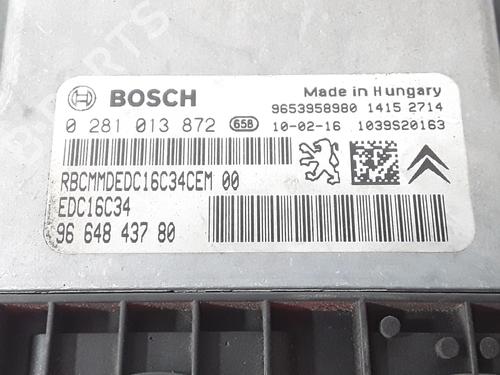 BOSCH
Made in Hungary
9653958980 1415 2714
0 281 013 872 658 10-02-16 1039S20163
RBCMMDEDC16C34CEM 00
EDC16C34
96 648 437 80